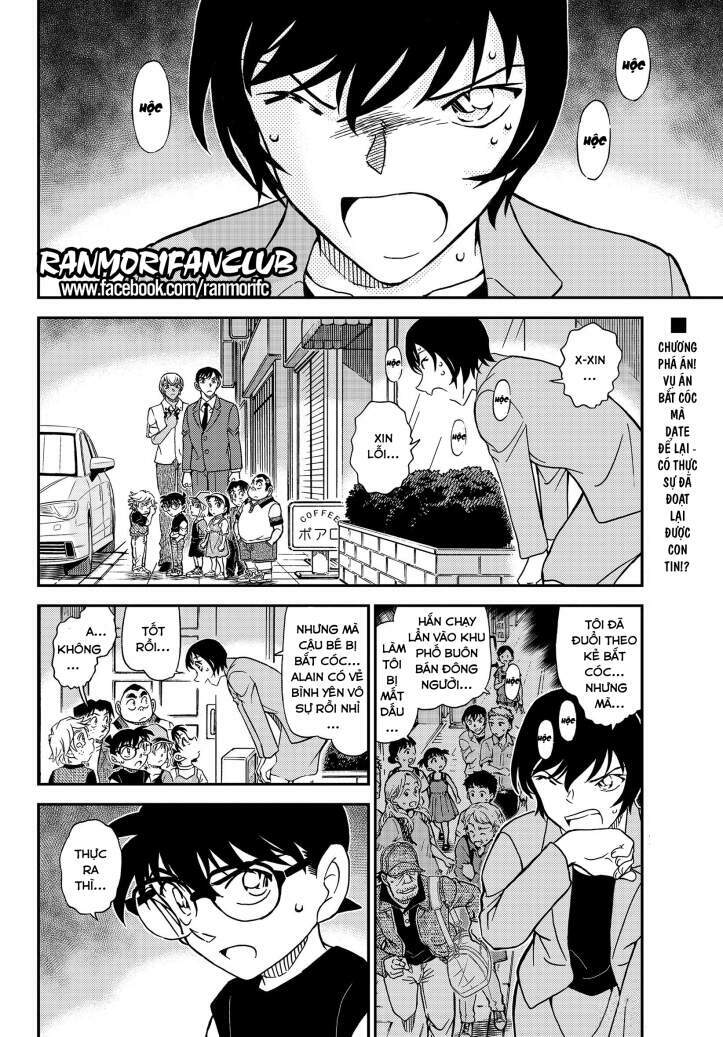 HỘC
HỘC
HỘC
HỘC
RANMORIFANCLUB
www.facebook.com/ranmorifc
■
CHƯƠNG
PHÁ ÁN!
VỤ ÁN
BẮT CÓC
MÀ
DATE
ĐỂ LẠI -
CÓ THỰC
SỰ ĐÃ
ĐOẠT
LẠI
ĐƯỢC
CON
TIN!?
X-XIN
...
HỘC
HỘC
HỘC
XIN
LỖI...
COFFEE
ポアロ
TÔI ĐÃ
ĐUỔI THEO
KẺ BẮT
CÓC...
NHƯNG
MÀ...
HỘC
HỘC
HỘC
HẮN CHẠY
LẨN VÀO KHU
PHỐ BUÔN
BÁN ĐÔNG
NGƯỜI...
LÀM
TÔI BỊ
MẤT
DẤU
...
NHƯNG MÀ
CẬU BÉ BỊ
BẮT CÓC...
ALAIN CÓ VẺ
BÌNH YÊN VÔ
SỰ RỒI NHỈ
TỐT
RỒI...
A...
KHÔNG
...
THỰC
RA
THÌ...